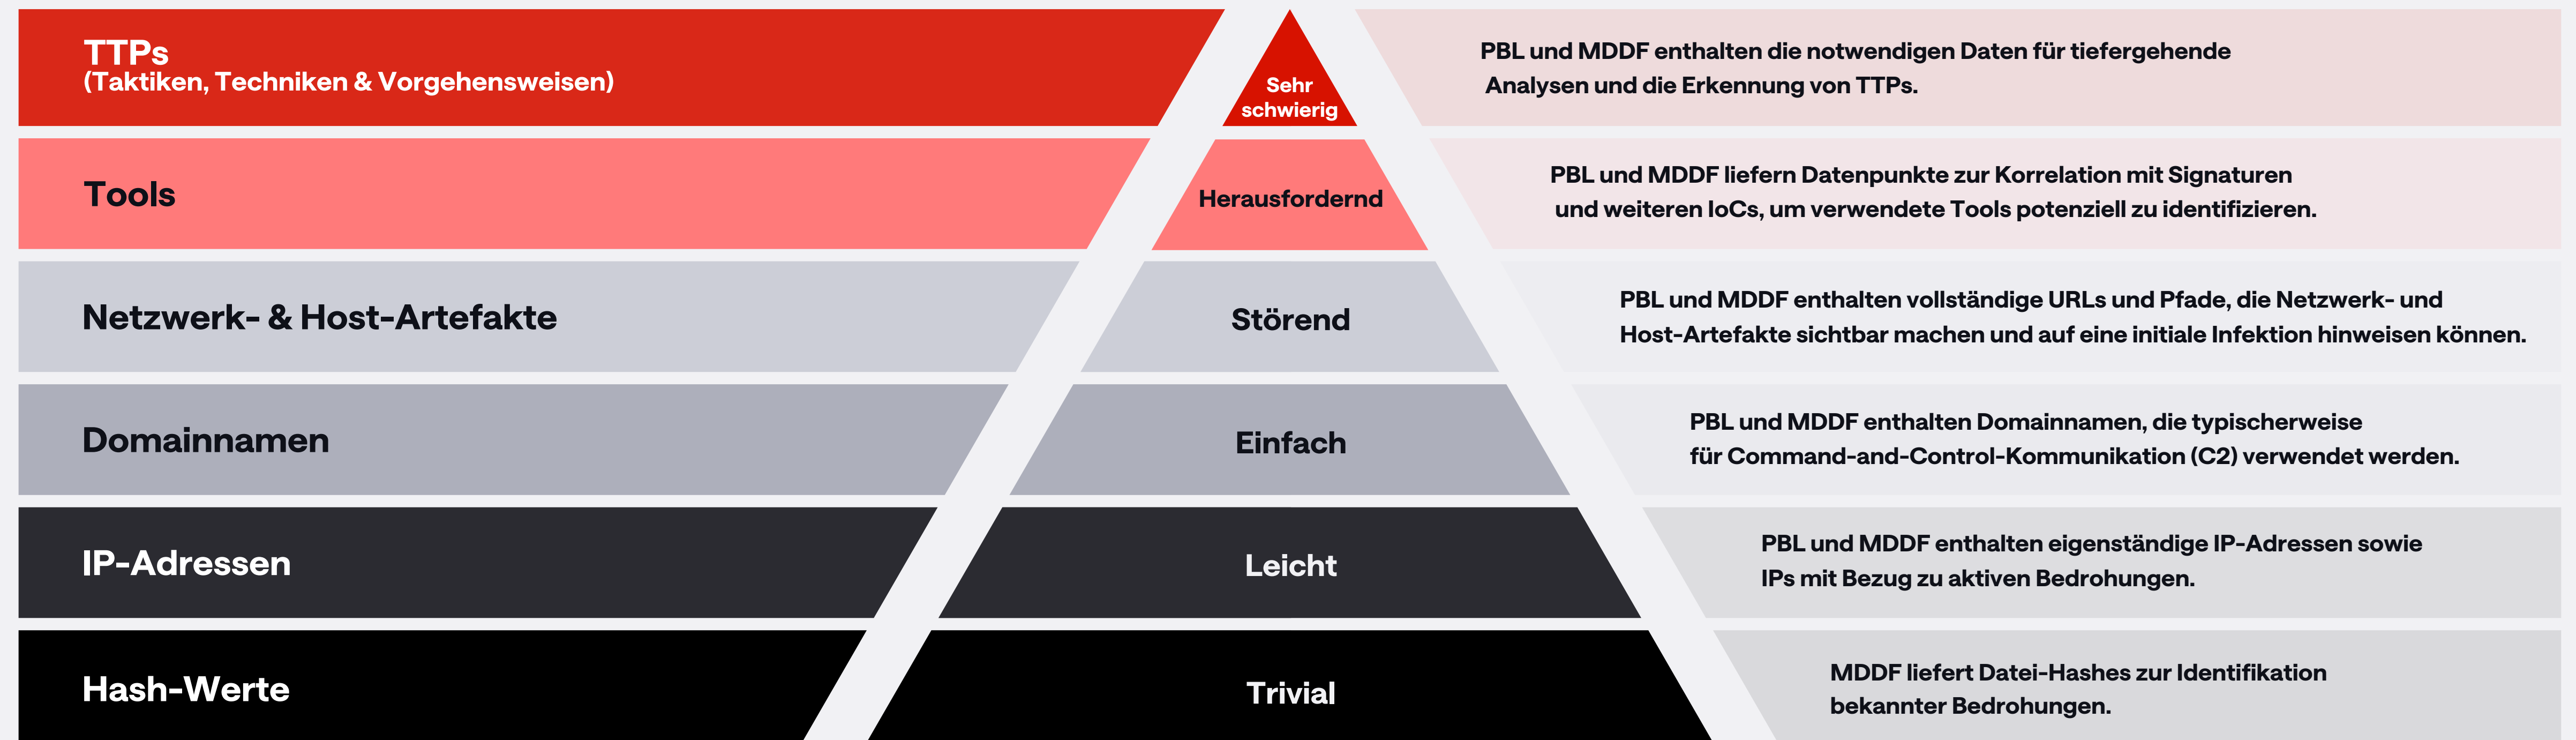 TTPs
(Taktiken, Techniken & Vorgehensweisen)
Sehr
schwierig
PBL und MDDF enthalten die notwendigen Daten für tiefergehende
Analysen und die Erkennung von TTPs.
Tools
Herausfordernd
PBL und MDDF liefern Datenpunkte zur Korrelation mit Signaturen
und weiteren IoCs, um verwendete Tools potenziell zu identifizieren.
Netzwerk- & Host-Artefakte
Störend
PBL und MDDF enthalten vollständige URLs und Pfade, die Netzwerk- und
Host-Artefakte sichtbar machen und auf eine initiale Infektion hinweisen können.
Domainnamen
Einfach
PBL und MDDF enthalten Domainnamen, die typischerweise
für Command-and-Control-Kommunikation (C2) verwendet werden.
IP-Adressen
Leicht
PBL und MDDF enthalten eigenständige IP-Adressen sowie
IPs mit Bezug zu aktiven Bedrohungen.
Hash-Werte
Trivial
MDDF liefert Datei-Hashes zur Identifikation
bekannter Bedrohungen.